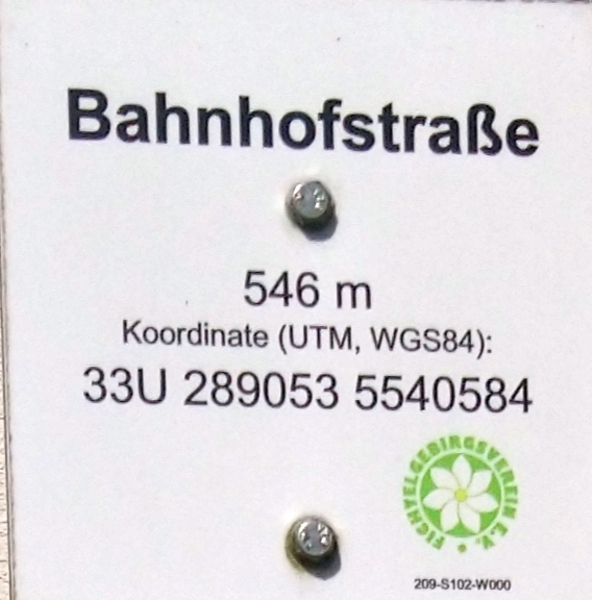 Bahnhofstraße
546 m
Koordinate (UTM, WGS84):
33U 289053 5540584
FICHTELGEBIRGSVEREIN E.V.
209-S102-W000